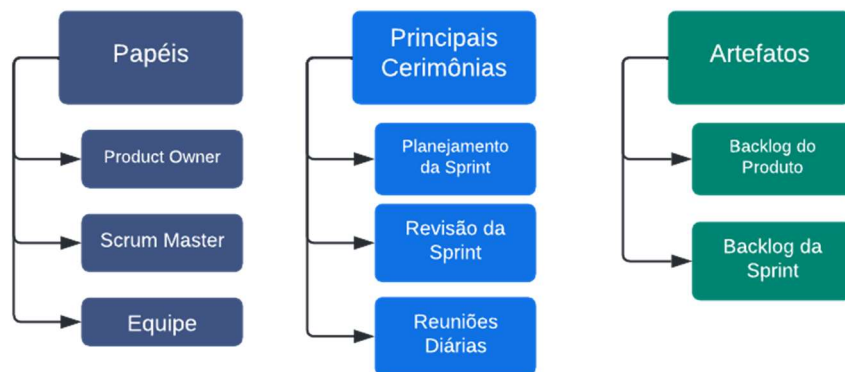 Papéis
Product Owner
Scrum Master
Equipe
Principais
Cerimônias
Planejamento
da Sprint
Revisão da
Sprint
Reuniões
Diárias
Artefatos
Backlog do
Produto
Backlog da
Sprint